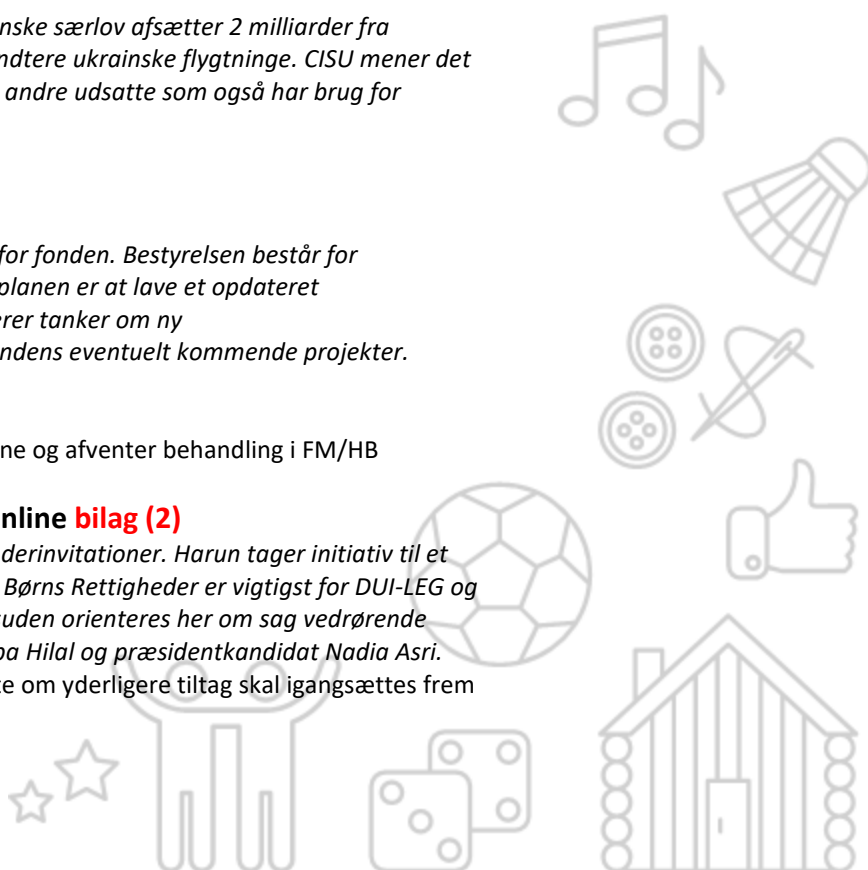 nske særlov afsætter 2 milliarder fra
ndtere ukrainske flygtninge. CISU mener det
andre udsatte som også har brug for
for fonden. Bestyrelsen består for
planen er at lave et opdateret
erer tanker om ny
ndens eventuelt kommende projekter.
ne og afventer behandling i FM/HB
nline bilag (2)
derinvitationer. Harun tager initiativ til et
Børns Rettigheder er vigtigst for DUI-LEG og
suden orienteres her om sag vedrørende
ba Hilal og præsidentkandidat Nadia Asri.
te om yderligere tiltag skal igangsættes frem